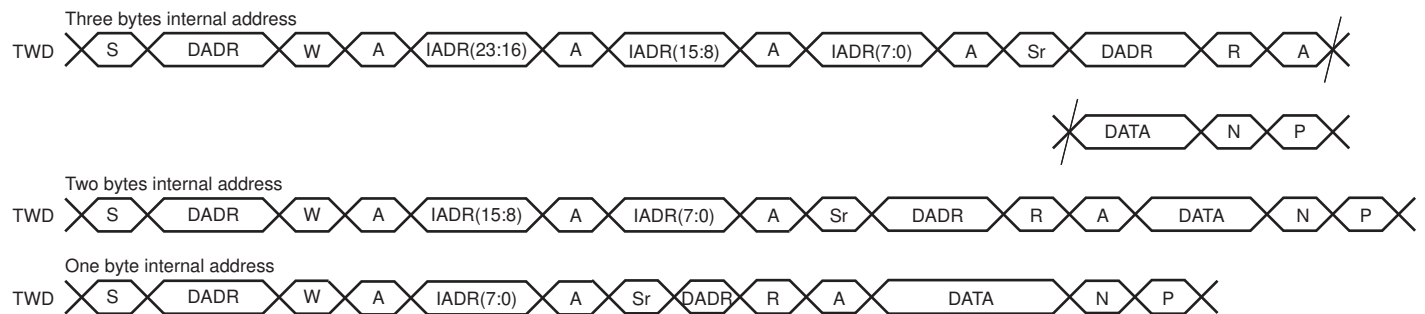 Three bytes internal address
TWD S DADR W A IADR(23:16) A IADR(15:8) A IADR(7:0) A Sr DADR R A
DATA N P
Two bytes internal address
TWD S DADR W A IADR(15:8) A IADR(7:0) A Sr DADR R A DATA N P
One byte internal address
TWD S DADR W A IADR(7:0) A Sr DADR R A DATA N P